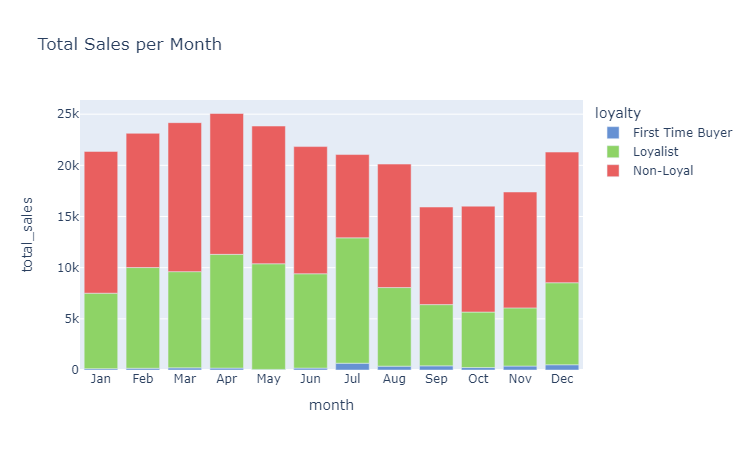 Total Sales per Month
loyalty
First Time Buyer
Loyalist
Non-Loyal
total_sales
25k
20k
15k
10k
5k
0
Jan Feb Mar Apr May Jun Jul Aug Sep Oct Nov Dec
month